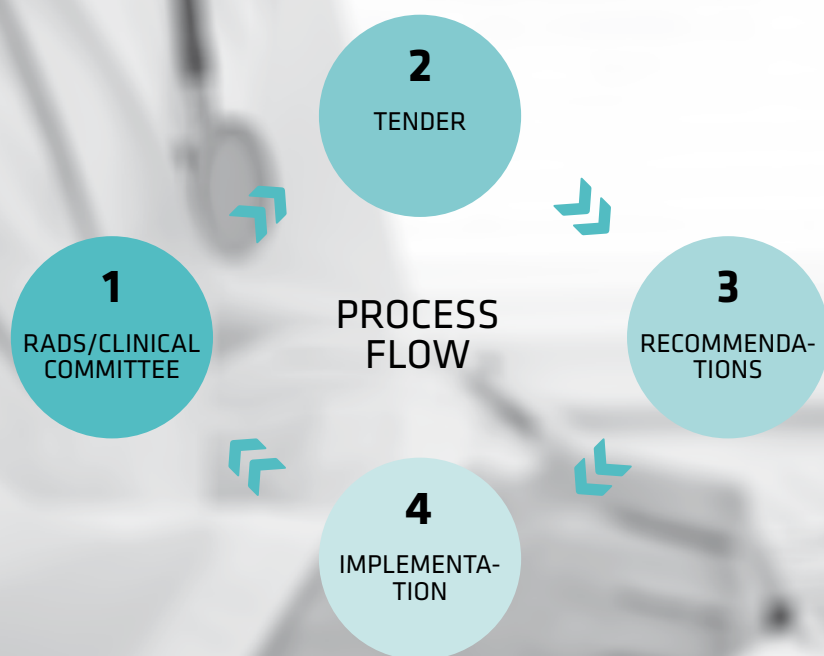 2
TENDER
1
RADS/CLINICAL
COMMITTEE
PROCESS
FLOW
3
RECOMMENDA-
TIONS
4
IMPLEMENTA-
TION